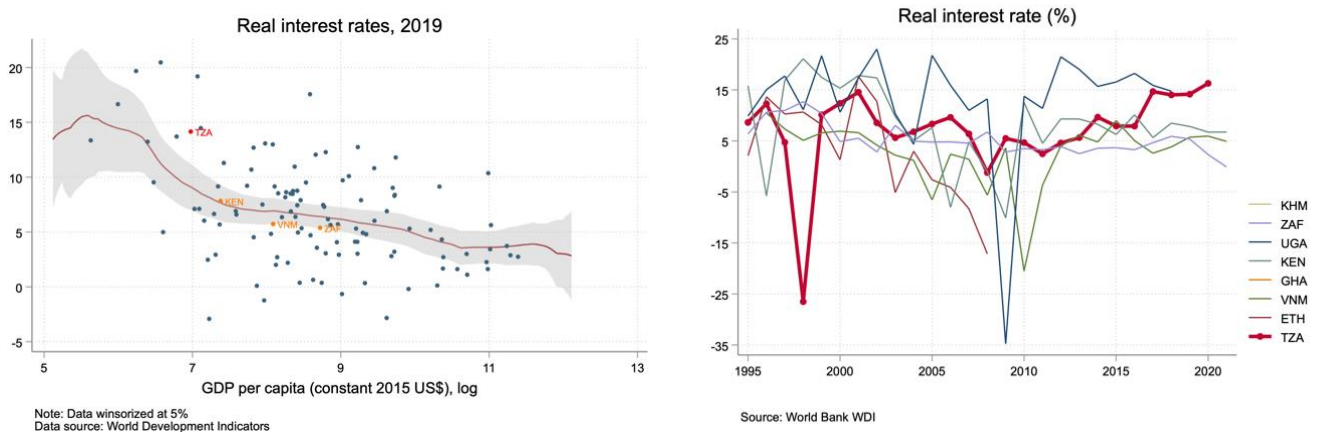 Real interest rates, 2019
20
15
10
5
0
-5
TZA
KEN
VNM
ZAF
5
7
9
11
13
GDP per capita (constant 2015 US$), log
Note: Data winsorized at 5%
Data source: World Development Indicators
Real interest rate (%)
25
15
5
-5
-15
-25
-35
1995
2000
2005
2010
2015
2020
KHM
ZAF
UGA
KEN
GHA
VNM
ETH
TZA
Source: World Bank WDI